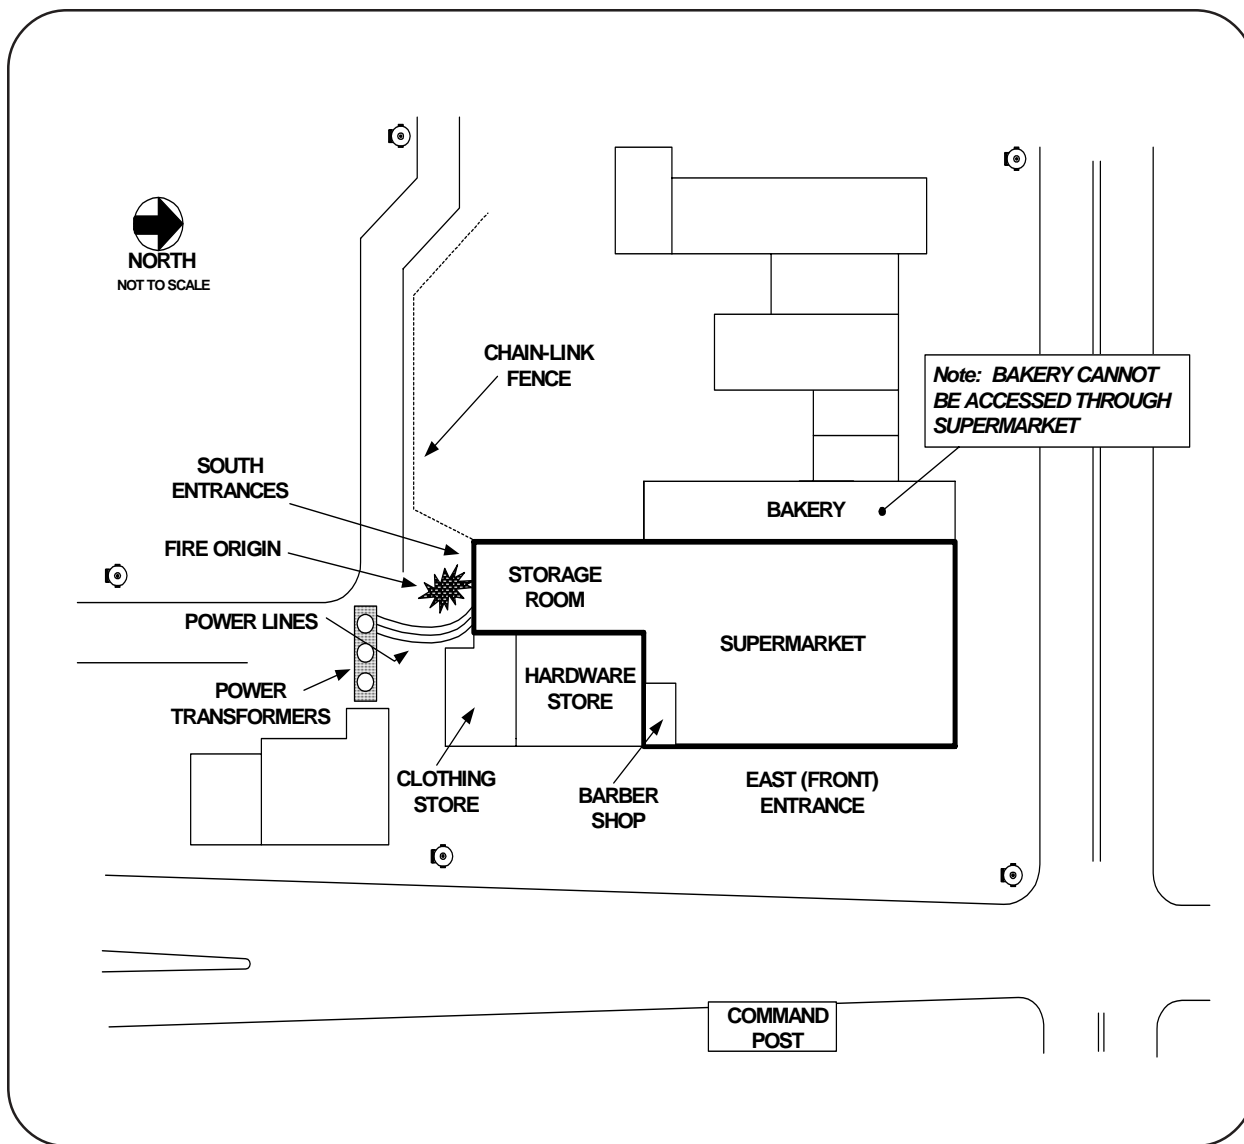 NORTH
NOT TO SCALE
CHAIN-LINK
FENCE
Note: BAKERY CANNOT
BE ACCESSED THROUGH
SUPERMARKET
SOUTH
ENTRANCES
BAKERY
FIRE ORIGIN
STORAGE
ROOM
POWER LINES
SUPERMARKET
HARDWARE
STORE
POWER
TRANSFORMERS
CLOTHING
STORE
BARBER
SHOP
EAST (FRONT)
ENTRANCE
COMMAND
POST